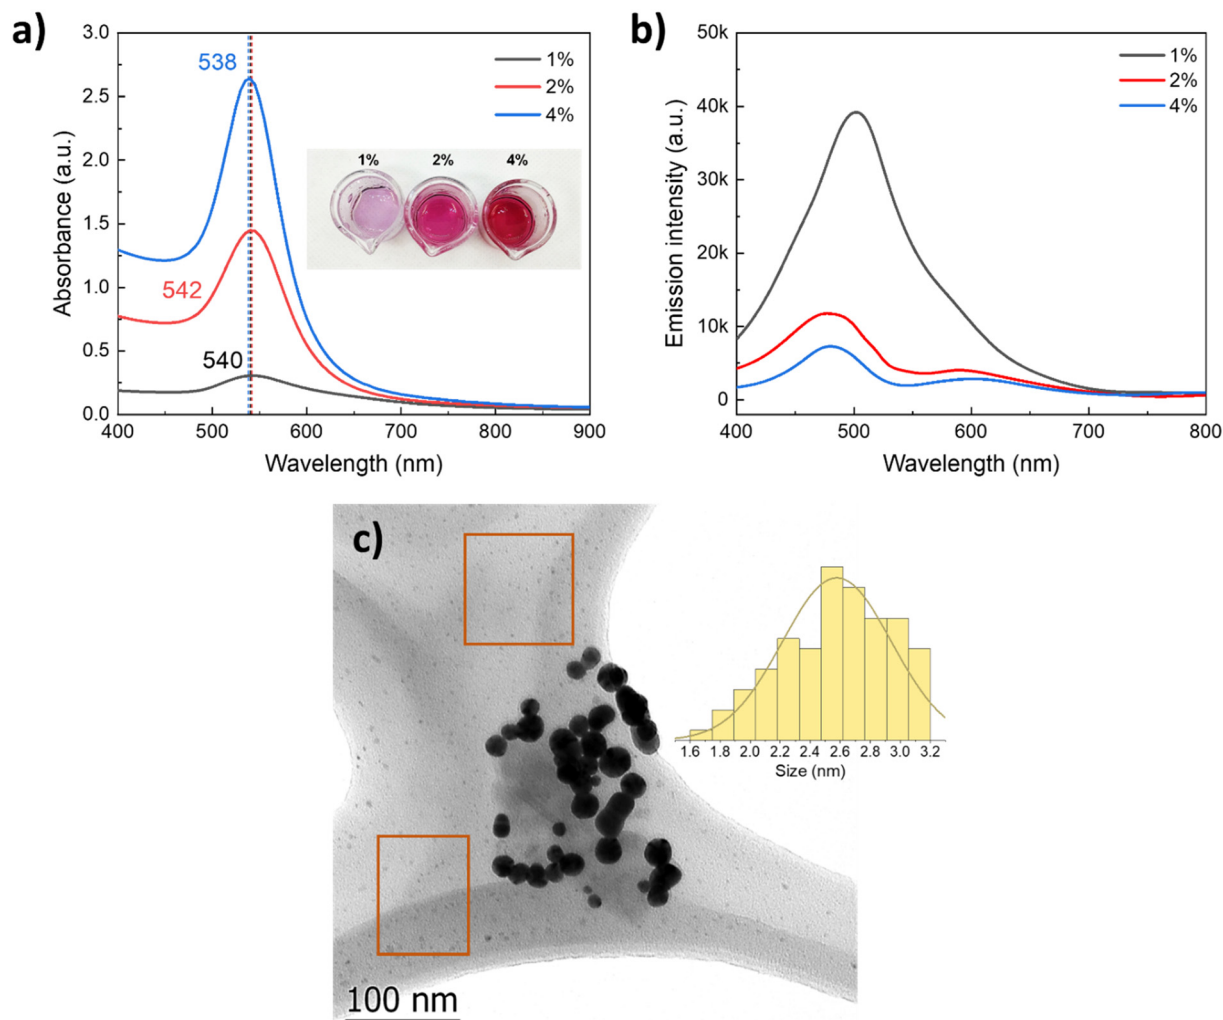 a)
3.0
2.5
2.0
1.5
1.0
0.5
0.0
400 500 600 700 800 900
Absorbance (a.u.)
Wavelength (nm)
538
542
540
1%
2%
4%
1% 2% 4%
b)
50k
40k
30k
20k
10k
0
400 500 600 700 800
Emission intensity (a.u.)
Wavelength (nm)
1%
2%
4%
c)
100 nm
1.6 2.0 2.2 2.4 2.6 2.8 3.0 3.2
Size (nm)